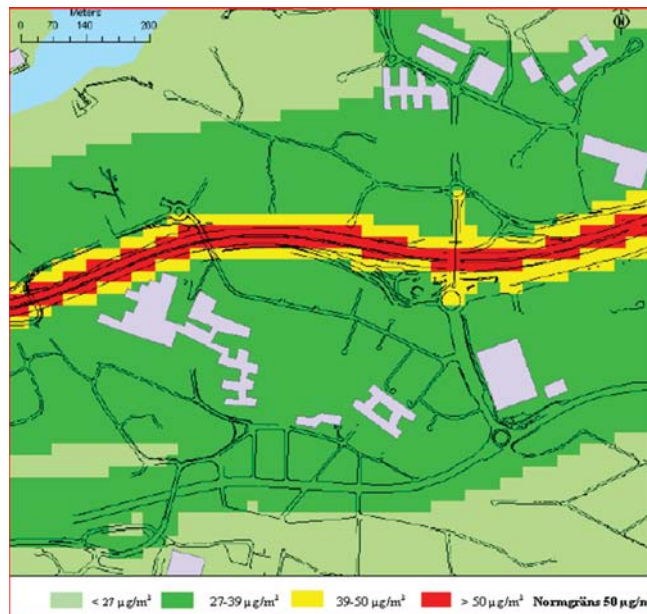 Meters
0 70 140 200
N
< 27 µg/m³ 27-39 µg/m³ 39-50 µg/m³ > 50 µg/m³ Normgräns 50 µg/m